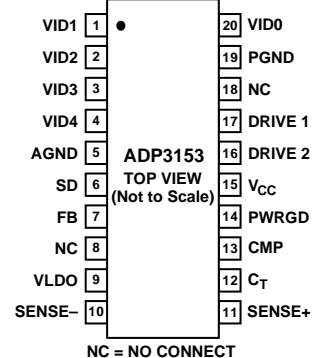 VID1 1 20 VID0
VID2 2 19 PGND
VID3 3 18 NC
VID4 4 17 DRIVE 1
AGND 5 ADP3153 16 DRIVE 2
SD 6 TOP VIEW 15 VCC
(Not to Scale)
FB 7 14 PWRGD
NC 8 13 CMP
VLDO 9 12 CT
SENSE– 10 11 SENSE+
NC = NO CONNECT